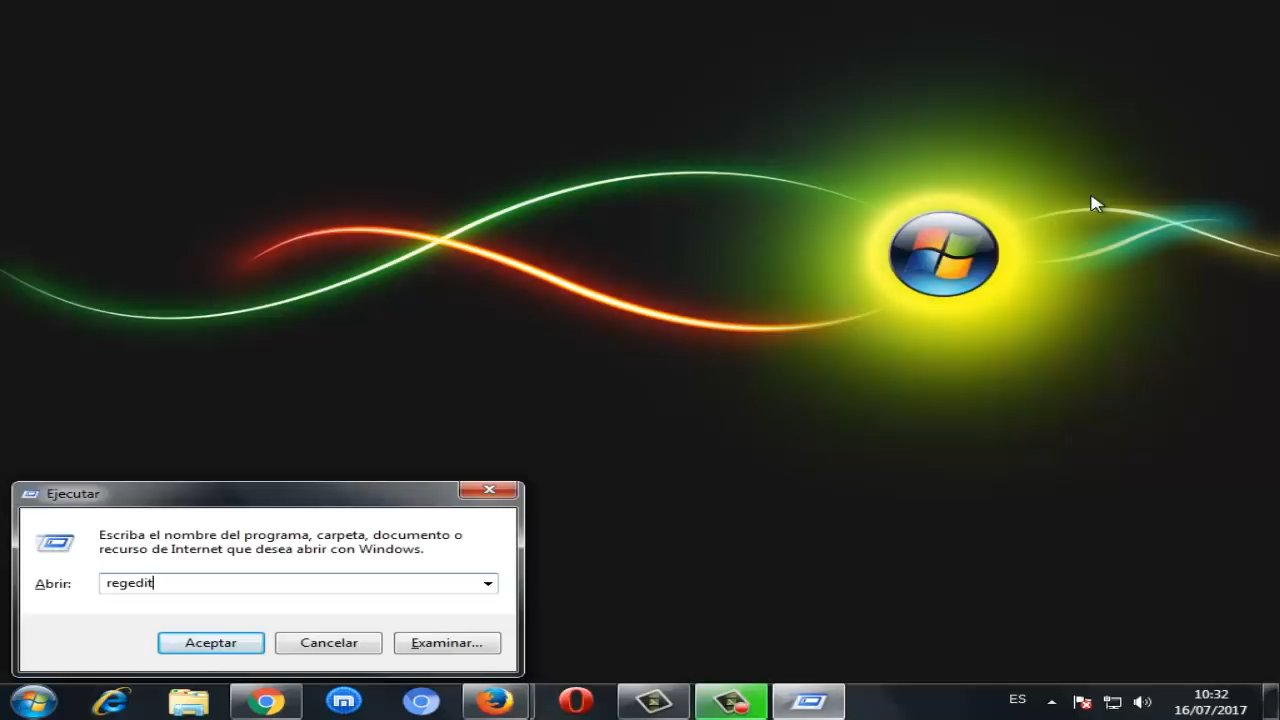 Ejecutar
Escriba el nombre del programa, carpeta, documento o
recurso de Internet que desea abrir con Windows.
Abrir: regedit
Aceptar Cancelar Examinar...
ES
10:32
16/07/2017